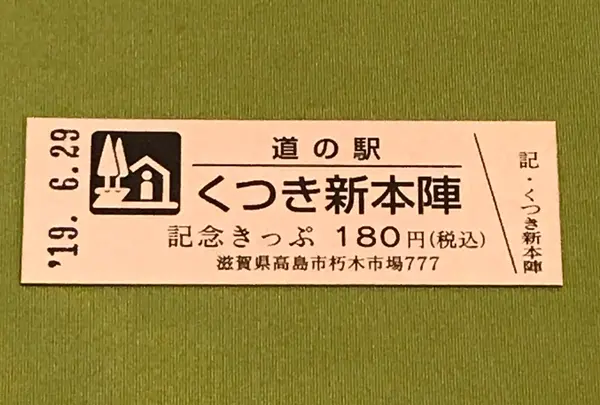 '19. 6.29
道の駅
くつき新本陣
記念きっぷ 180円(税込)
滋賀県高島市朽木市場777
記・くつき新本陣